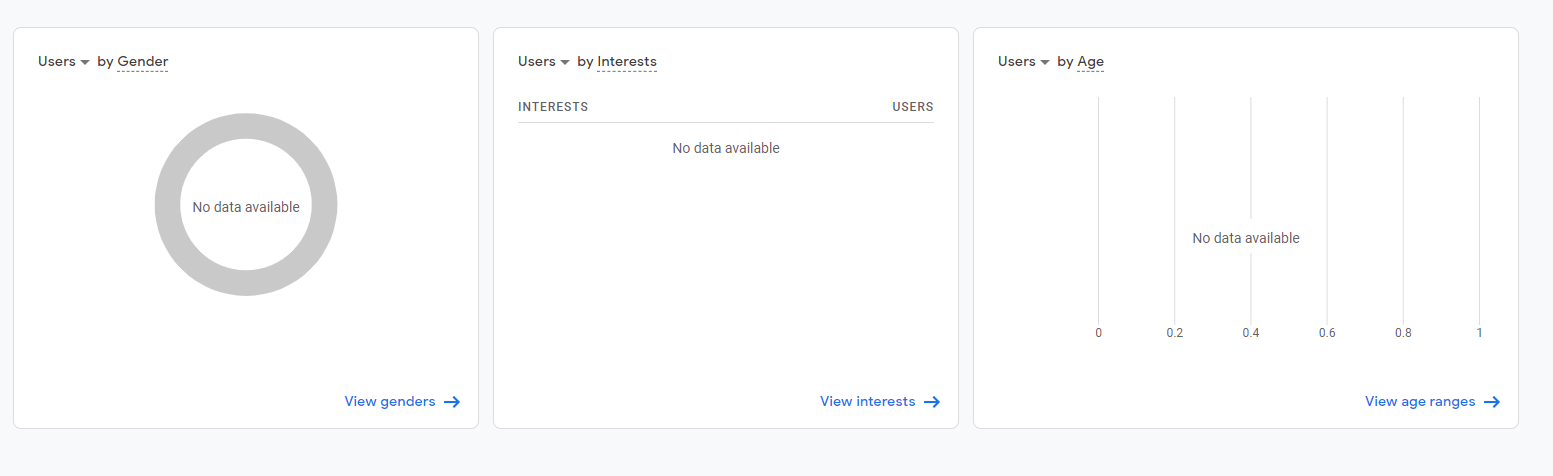 Users by Gender
No data available
View genders
Users by Interests
INTERESTS USERS
No data available
View interests
Users by Age
No data available
0 0.2 0.4 0.6 0.8 1
View age ranges